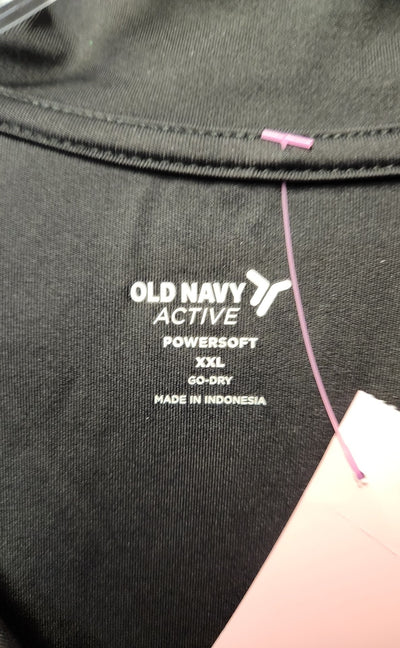 OLD NAVY
ACTIVE
POWERSOFT
XXL
GO-DRY
MADE IN INDONESIA